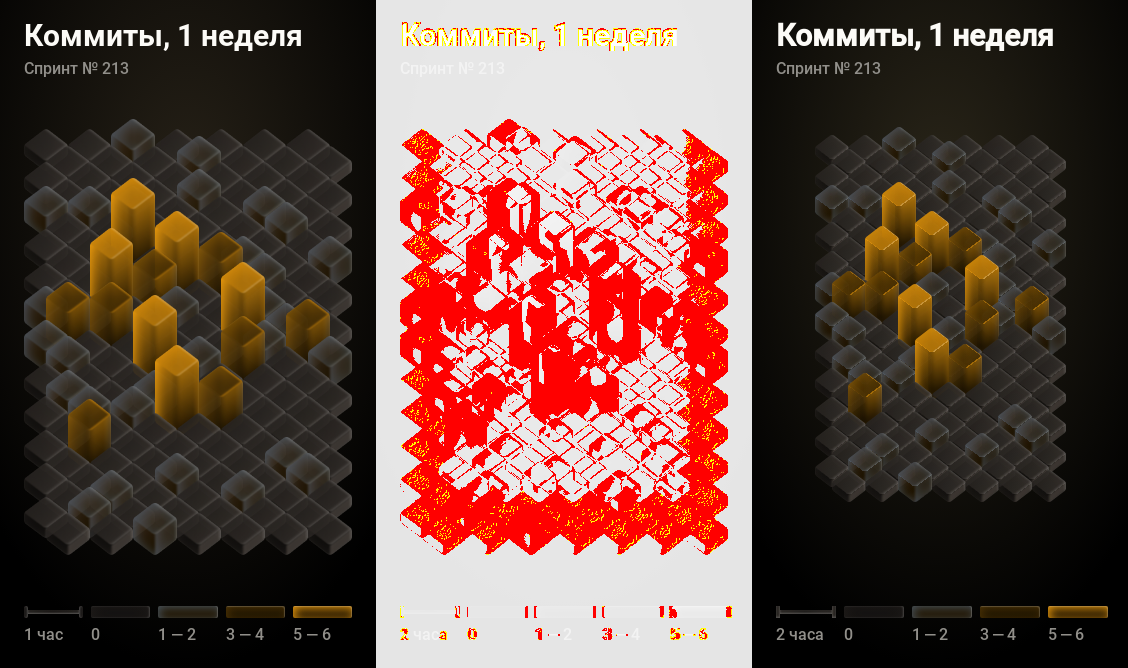 Коммиты, 1 неделя
Спринт № 213
1 час 0 1 – 2 3 – 4 5 – 6
Коммиты, 1 неделя
Спринт № 213
Коммиты, 1 неделя
Спринт № 213
2 часа 0 1 – 2 3 – 4 5 – 6